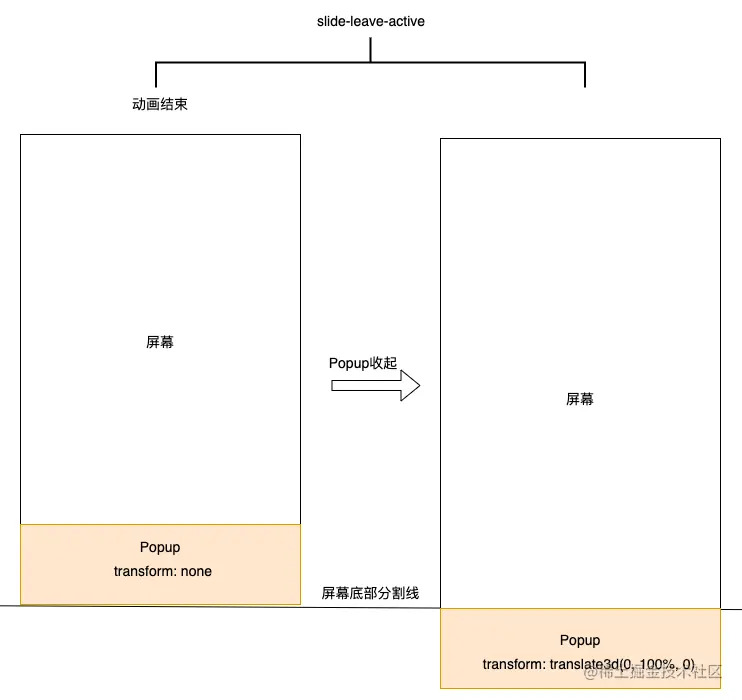 slide-leave-active
动画结束
屏幕
Popup收起
屏幕
Popup
transform: none
屏幕底部分割线
Popup
transform: translate3d(0, 100%, 0)
@稀土掘金技术社区